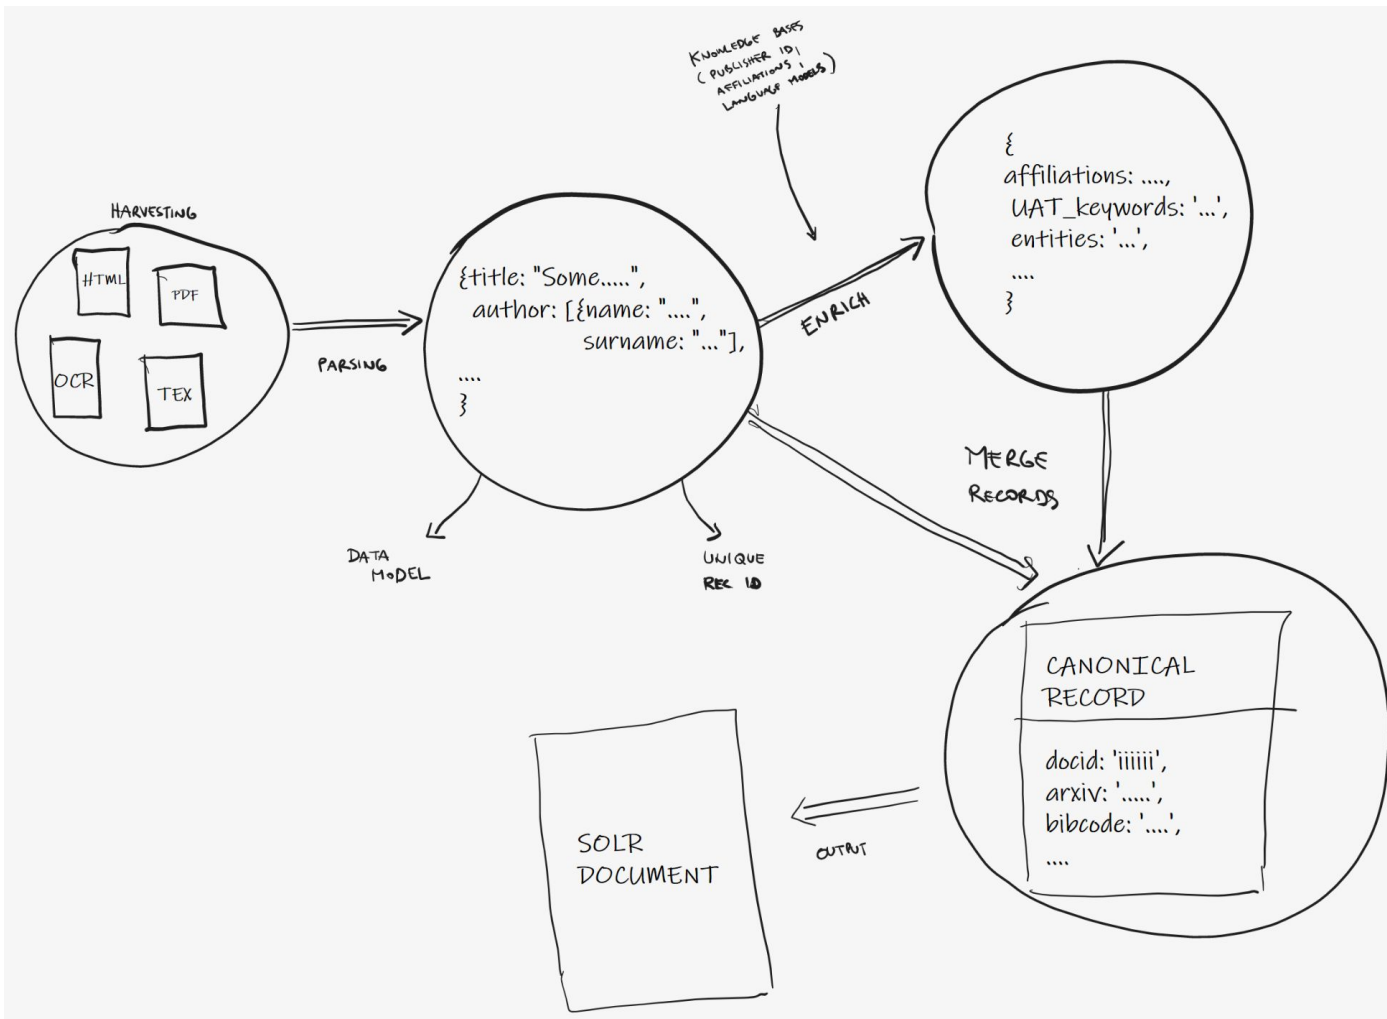 KNOWLEDGE BASES
(PUBLISHER ID,
AFFILIATIONS,
LANGUAGE MODELS)
HARVESTING
HTML
PDF
OCR
TEX
PARSING
{title: "Some.....",
author: [{name: "....",
surname: "..."],
....
}
DATA
MODEL
UNIQUE
REC ID
ENRICH
{
affiliations: ....,
UAT_keywords: '...',
entities: '...',
....
}
MERGE
RECORDS
CANONICAL
RECORD
docid: 'iiiiii',
arxiv: '.....',
bibcode: '....',
....
OUTPUT
SOLR
DOCUMENT